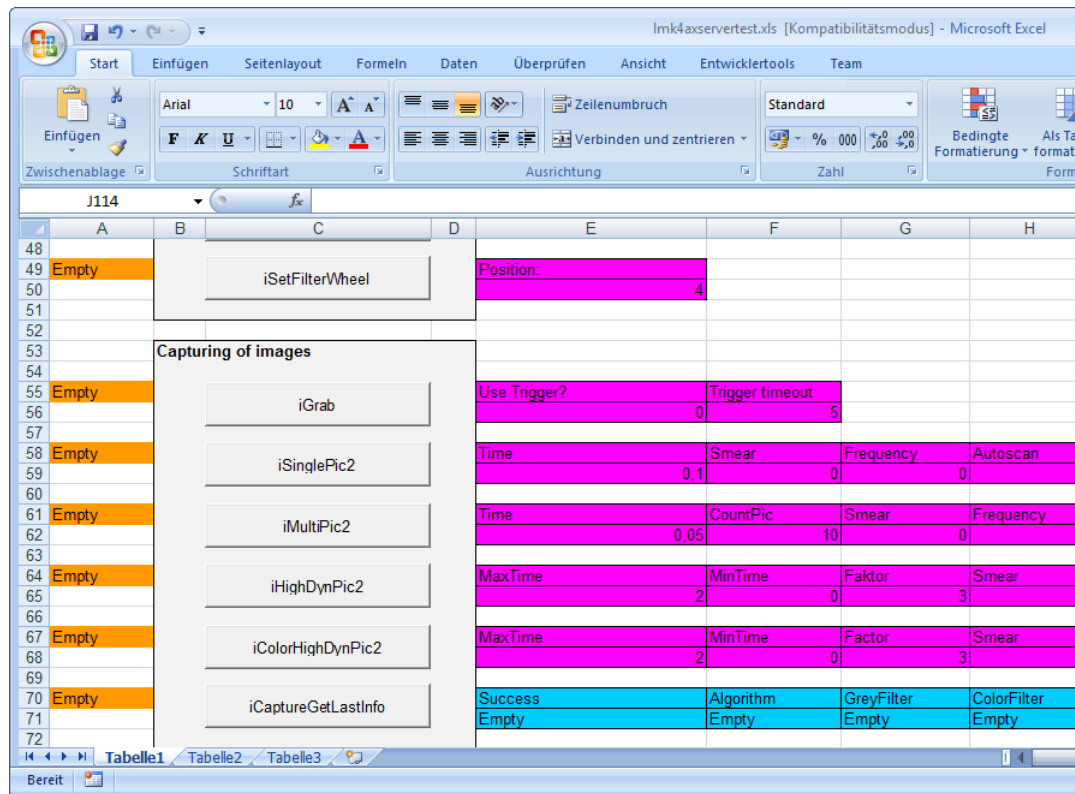 lmk4axservertest.xls [Kompatibilitätsmodus] - Microsoft Excel
Start Einfügen Seitenlayout Formeln Daten Überprüfen Ansicht Entwicklertools Team
Arial 10 A A Zeilenumbruch Standard
Einfügen F K U A Verbinden und zentrieren % 000 Bedingte Formatierung Als Ta format
Zwischenablage Schriftart Ausrichtung Zahl Form
J114 fx
A B C D E F G H
48
49 Empty iSetFilterWheel Position:
50 4
51
52
53 Capturing of images
54
55 Empty iGrab Use Trigger? Trigger timeout
56 0 5
57
58 Empty iSinglePic2 Time Smear Frequency Autoscan
59 0,1 0 0
60
61 Empty iMultiPic2 Time CountPic Smear Frequency
62 0,05 10 0
63
64 Empty iHighDynPic2 MaxTime MinTime Faktor Smear
65 2 0 3
66
67 Empty iColorHighDynPic2 MaxTime MinTime Factor Smear
68 2 0 3
69
70 Empty iCaptureGetLastInfo Success Algorithm GreyFilter ColorFilter
71 Empty Empty Empty Empty
72
Tabelle1 Tabelle2 Tabelle3
Bereit